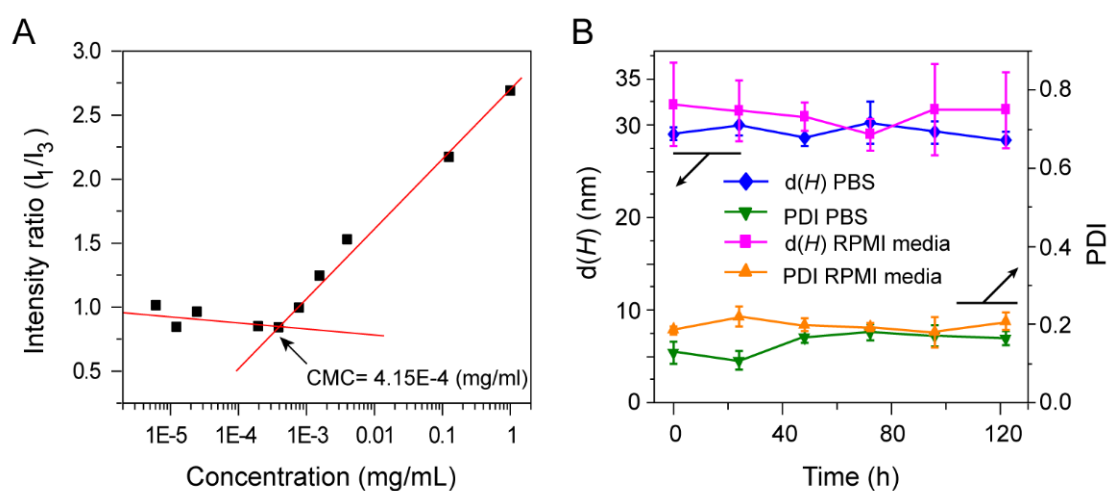 A
3.0
2.5
2.0
1.5
1.0
0.5
Intensity ratio (I₁/I₃)
CMC= 4.15E-4 (mg/ml)
1E-5 1E-4 1E-3 0.01 0.1 1
Concentration (mg/mL)
B
35
30
25
20
15
10
5
0
d(H) (nm)
d(H) PBS
PDI PBS
d(H) RPMI media
PDI RPMI media
0.8
0.6
0.4
0.2
0.0
PDI
0 40 80 120
Time (h)